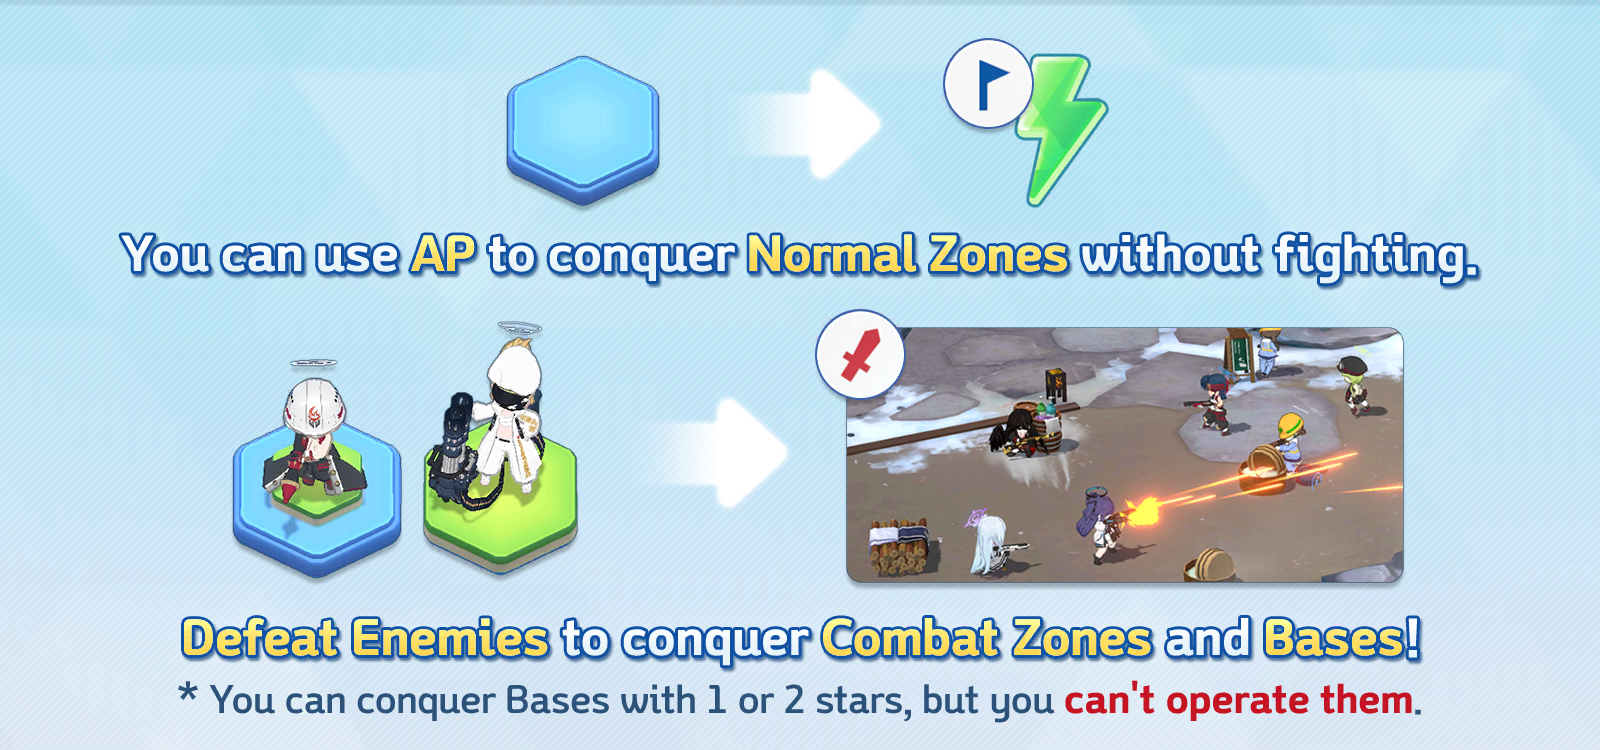 You can use AP to conquer Normal Zones without fighting.
Defeat Enemies to conquer Combat Zones and Bases!
* You can conquer Bases with 1 or 2 stars, but you can't operate them.